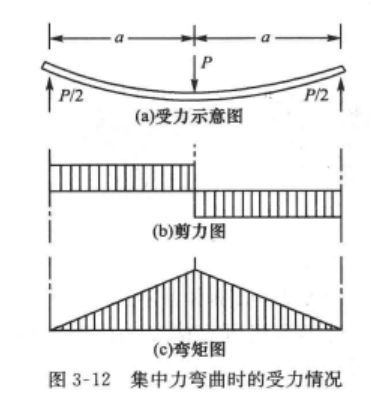 a a
P
P/2 P/2
(a)受力示意图
(b)剪力图
(c)弯矩图
图 3-12 集中力弯曲时的受力情况